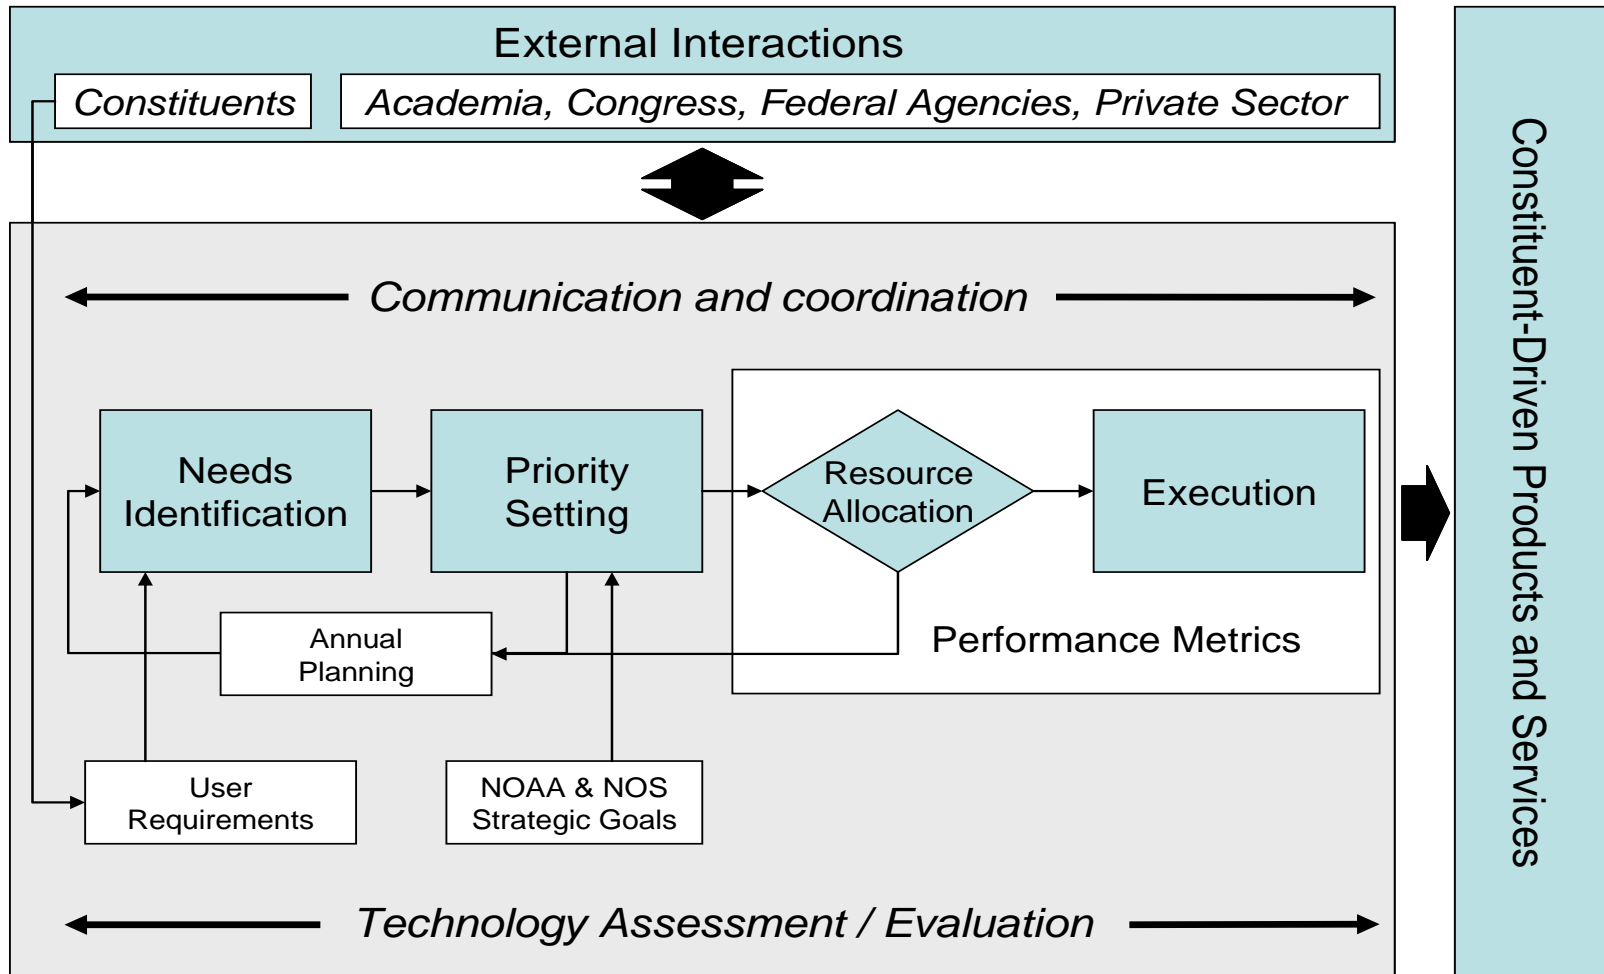 External Interactions
Constituents
Academia, Congress, Federal Agencies, Private Sector
Communication and coordination
Needs
Identification
Priority
Setting
Resource
Allocation
Execution
Performance Metrics
Annual
Planning
User
Requirements
NOAA & NOS
Strategic Goals
Technology Assessment / Evaluation
Constituent-Driven Products and Services